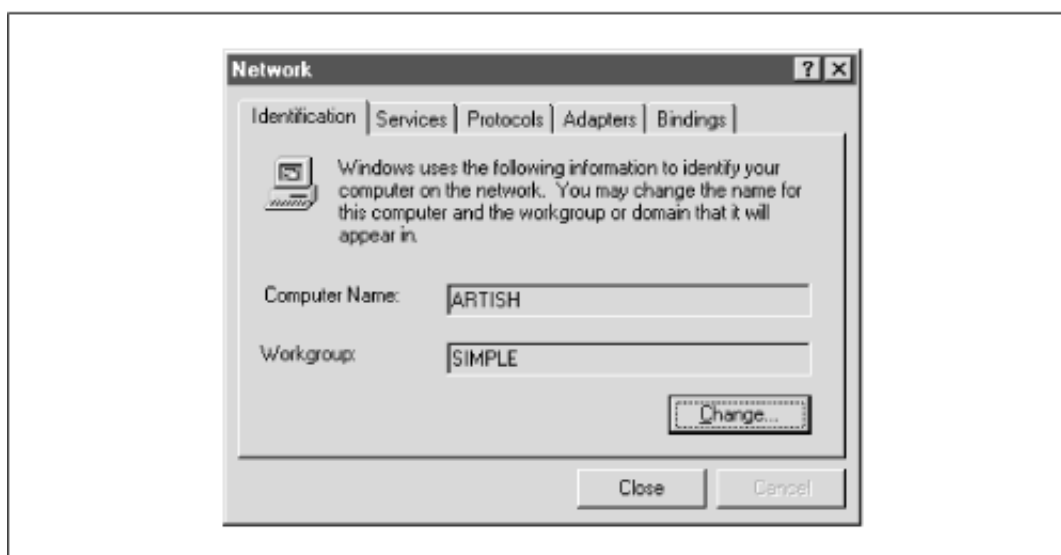 Network
Identification Services Protocols Adapters Bindings
Windows uses the following information to identify your
computer on the network. You may change the name for
this computer and the workgroup or domain that it will
appear in.
Computer Name: ARTISH
Workgroup: SIMPLE
Change...
Close Cancel